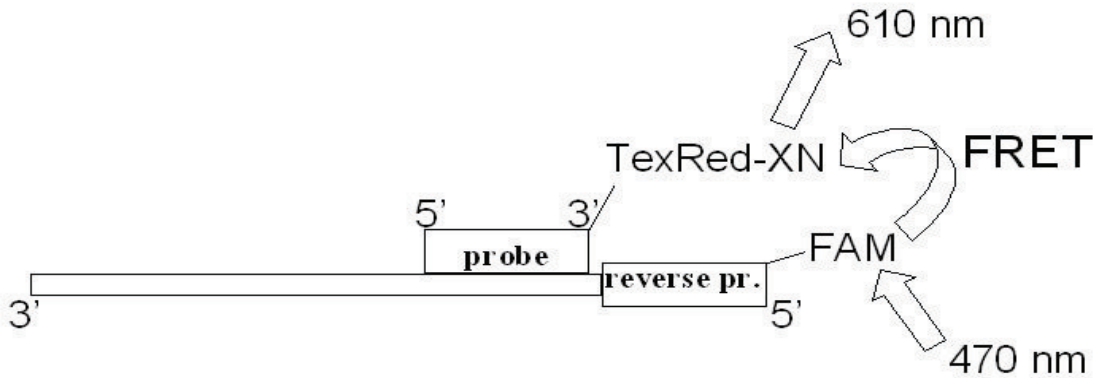 610 nm
TexRed-XN
FRET
5’ 3’
FAM
probe
reverse pr.
3’ 5’
470 nm